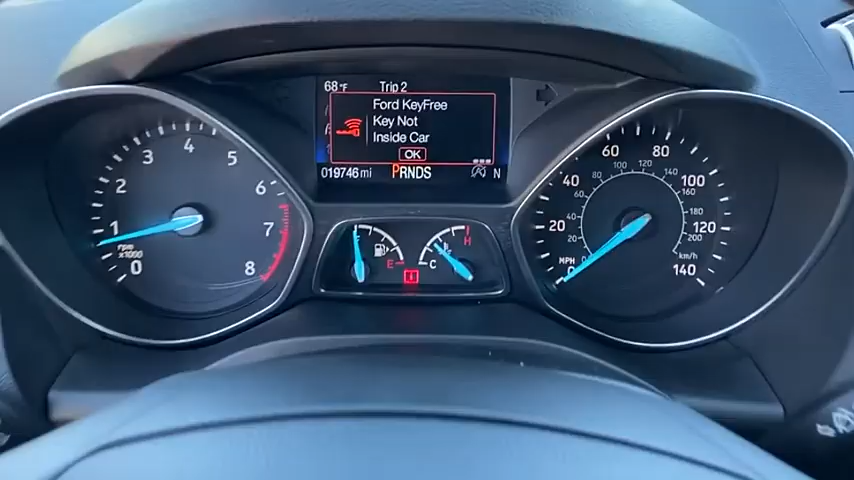 68°F Trip 2
Ford KeyFree
Key Not
Inside Car
OK
019746 mi PRNDS N
0 1 2 3 4 5 6 7 8
rpm
x1000
E
C H
0 20 40 60 80 100 120 140
MPH
0 20 40 60 80 100 120 140 160 180 200 220
km/h